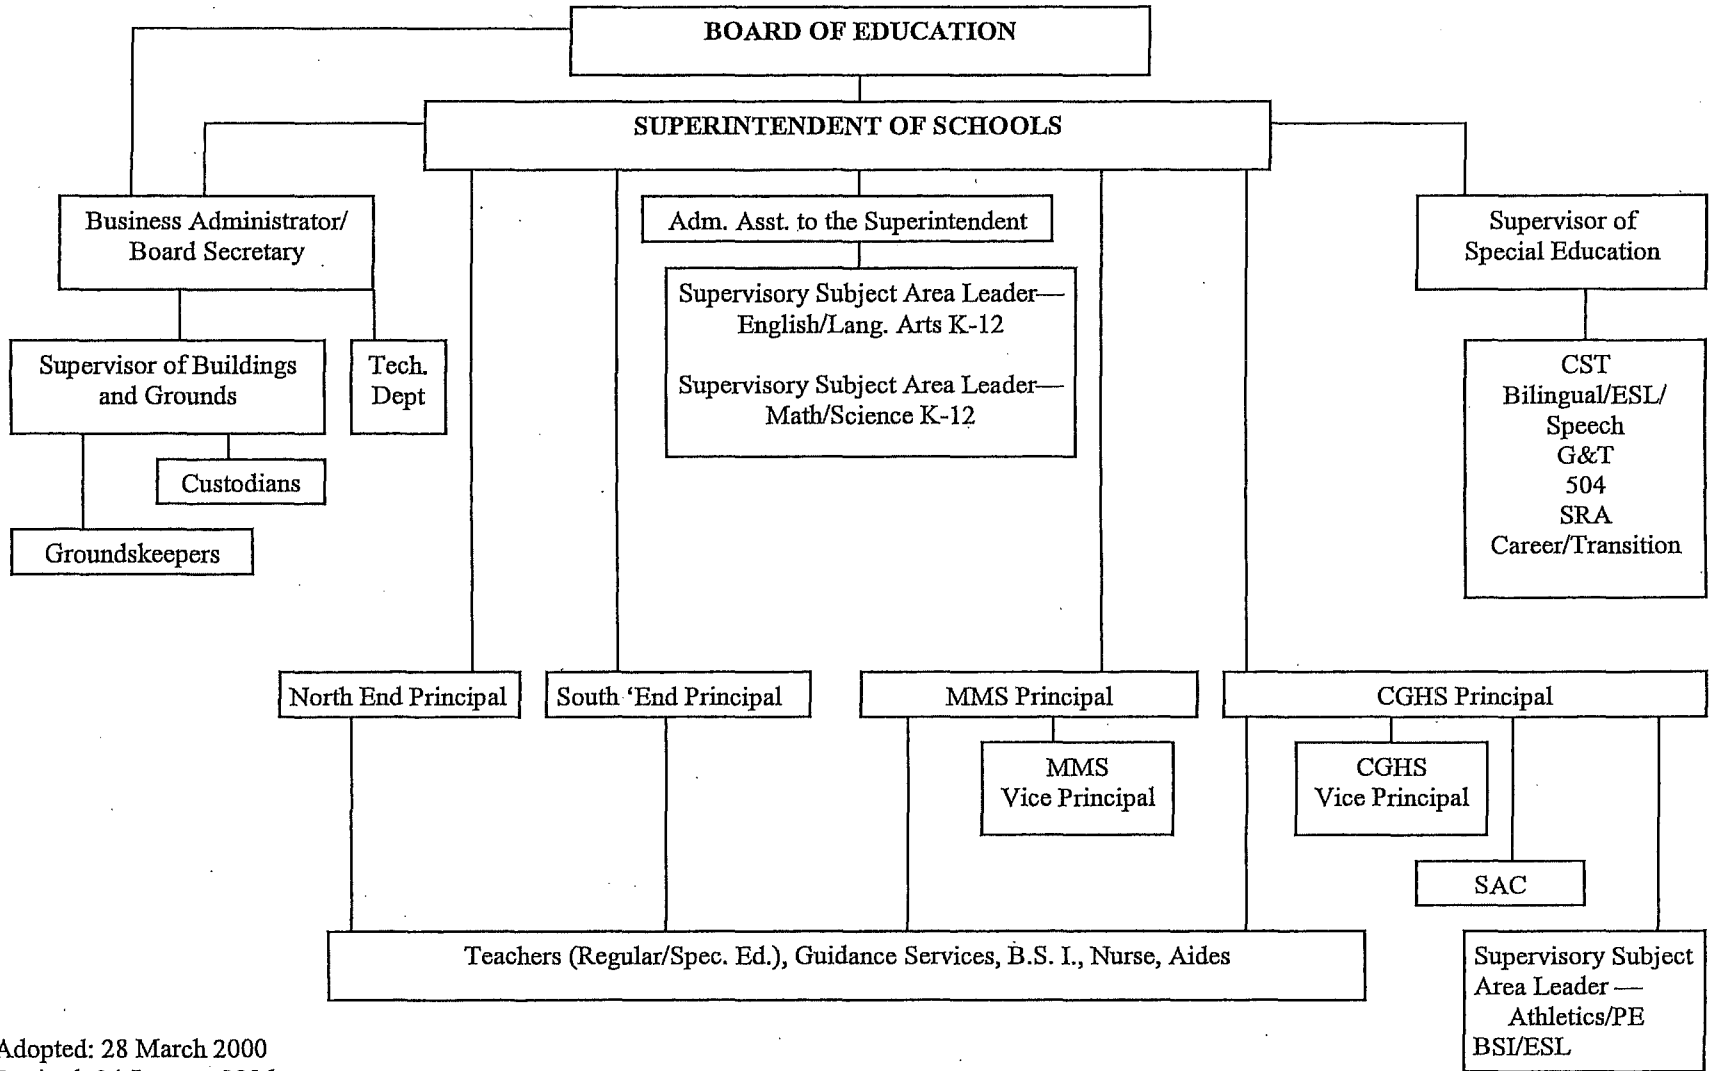 BOARD OF EDUCATION
SUPERINTENDENT OF SCHOOLS
Business Administrator/
Board Secretary
Adm. Asst. to the Superintendent
Supervisor of
Special Education
Supervisory Subject Area Leader—
English/Lang. Arts K-12
Supervisory Subject Area Leader—
Math/Science K-12
Supervisor of Buildings
and Grounds
Tech.
Dept
CST
Bilingual/ESL/
Speech
G&T
504
SRA
Career/Transition
Custodians
Groundskeepers
North End Principal
South ‘End Principal
MMS Principal
CGHS Principal
MMS
Vice Principal
CGHS
Vice Principal
SAC
Teachers (Regular/Spec. Ed.), Guidance Services, B.S. I., Nurse, Aides
Supervisory Subject
Area Leader —
Athletics/PE
BSI/ESL
Adopted: 28 March 2000